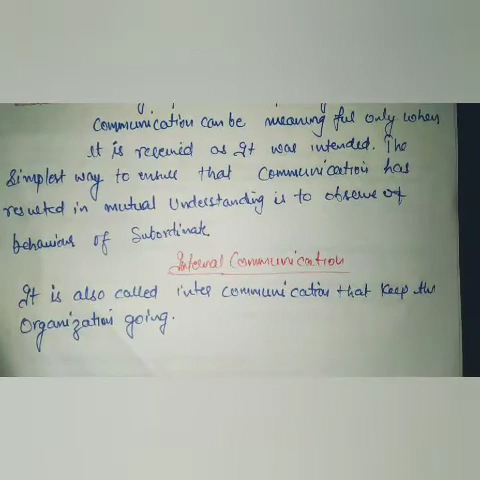 Communication can be meaning ful only when
It is received as It was intended. The
Simplest way to ensure that Communication has
resulted in mutual Understanding is to observe of
behaviour of Subordinate
Internal Communication
It is also called inter communication that keep the
Organization going.